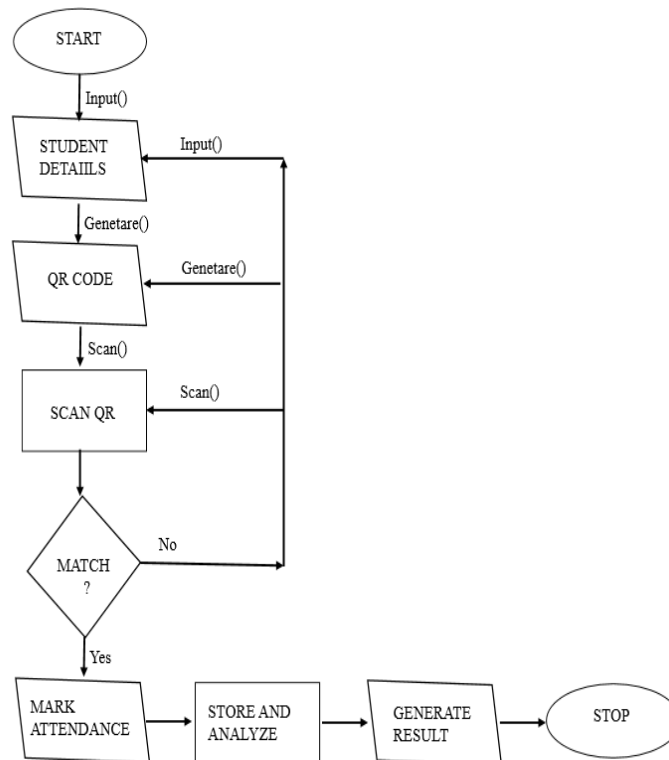 START
Input()
STUDENT
DETAIILS
Input()
Genetare()
QR CODE
Genetare()
Scan()
SCAN QR
Scan()
MATCH
?
No
Yes
MARK
ATTENDANCE
STORE AND
ANALYZE
GENERATE
RESULT
STOP